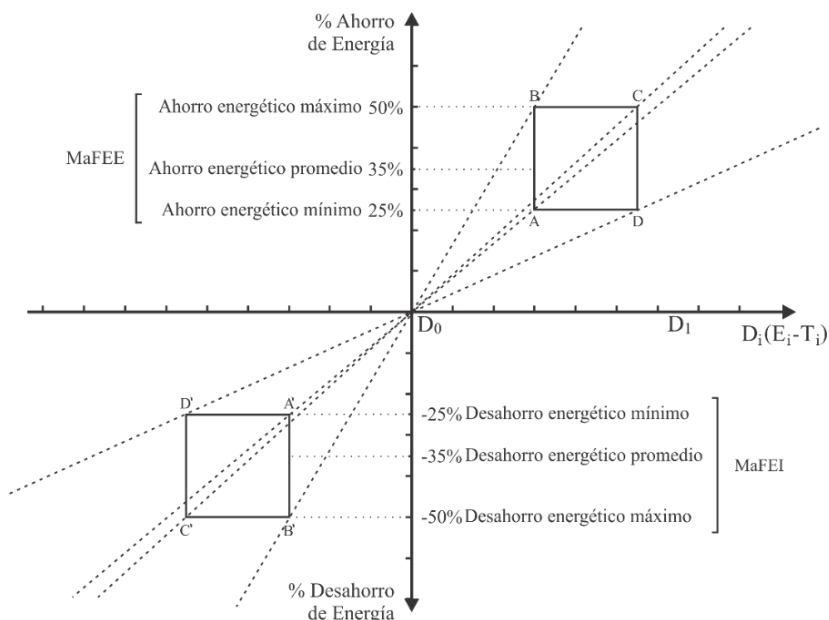 % Ahorro
de Energía
B
C
Ahorro energético máximo 50%
MaFEE
Ahorro energético promedio 35%
Ahorro energético mínimo 25%
A
D
D₀
D₁
Dᵢ(Eᵢ-Tᵢ)
D'
A'
-25% Desahorro energético mínimo
-35% Desahorro energético promedio
MaFEI
-50% Desahorro energético máximo
C'
B'
% Desahorro
de Energía